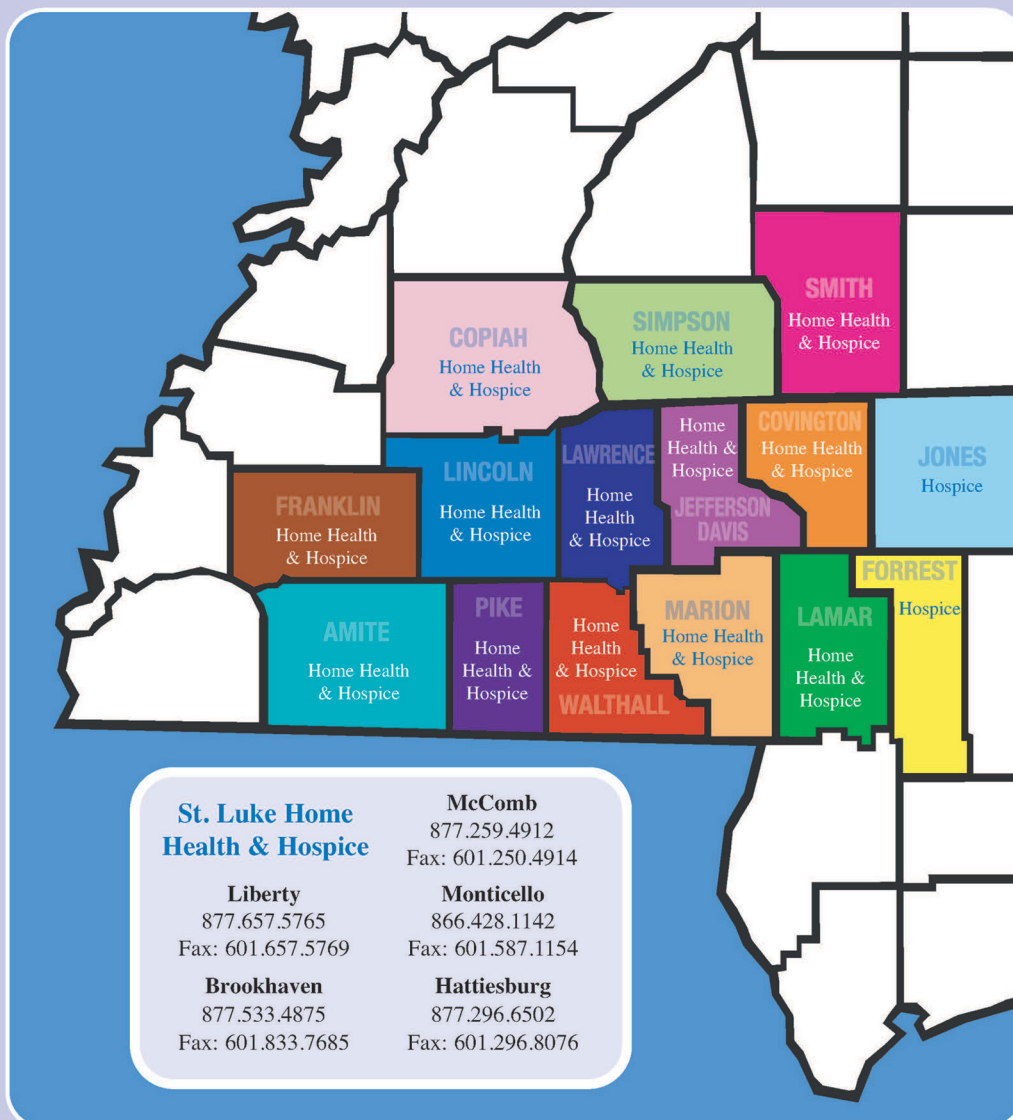 SMITH
Home Health
& Hospice
COPIAH
Home Health
& Hospice
SIMPSON
Home Health
& Hospice
LINCOLN
Home Health
& Hospice
LAWRENCE
Home
Health
& Hospice
Home
Health &
Hospice
JEFFERSON
DAVIS
COVINGTON
Home Health
& Hospice
JONES
Hospice
FRANKLIN
Home Health
& Hospice
AMITE
Home Health
& Hospice
PIKE
Home
Health &
Hospice
Home
Health
& Hospice
WALTHALL
MARION
Home Health
& Hospice
LAMAR
Home
Health &
Hospice
FORREST
Hospice
St. Luke Home
Health & Hospice
McComb
877.259.4912
Fax: 601.250.4914
Liberty
877.657.5765
Fax: 601.657.5769
Monticello
866.428.1142
Fax: 601.587.1154
Brookhaven
877.533.4875
Fax: 601.833.7685
Hattiesburg
877.296.6502
Fax: 601.296.8076